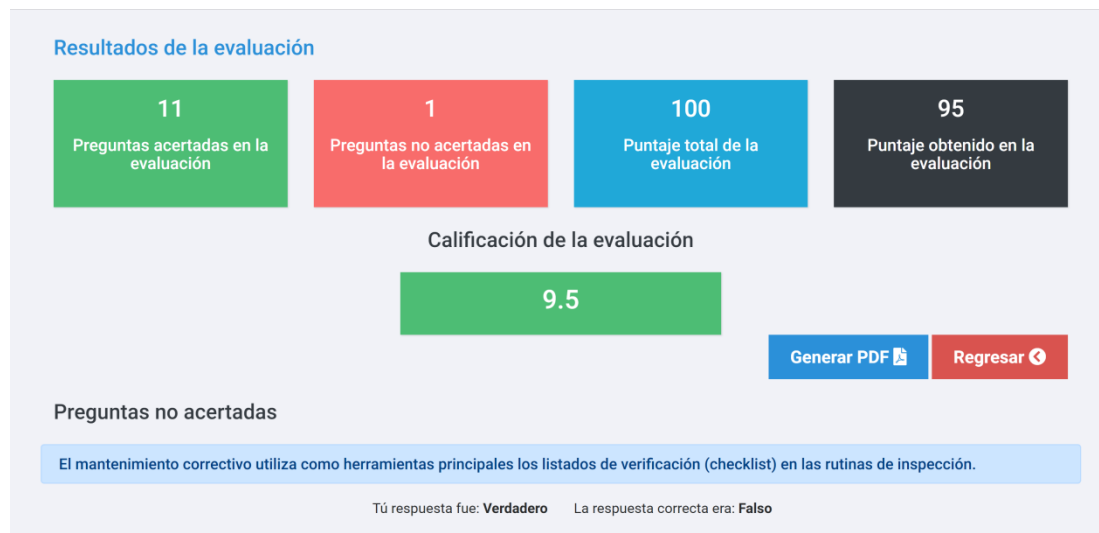 Resultados de la evaluación
11
Preguntas acertadas en la
evaluación
1
Preguntas no acertadas en
la evaluación
100
Puntaje total de la
evaluación
95
Puntaje obtenido en la
evaluación
Calificación de la evaluación
9.5
Generar PDF
Regresar
Preguntas no acertadas
El mantenimiento correctivo utiliza como herramientas principales los listados de verificación (checklist) en las rutinas de inspección.
Tú respuesta fue: Verdadero La respuesta correcta era: Falso